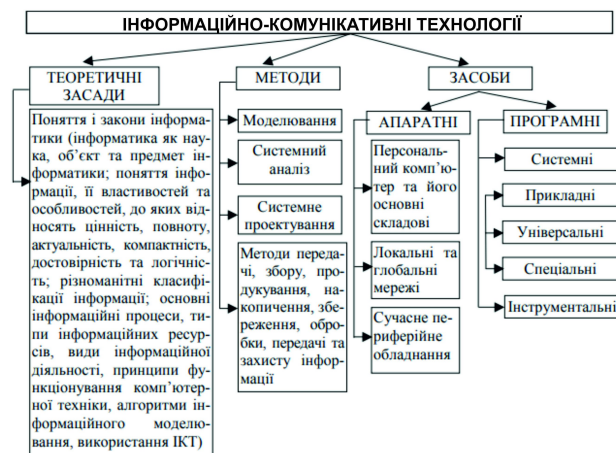 ІНФОРМАЦІЙНО-КОМУНІКАТИВНІ ТЕХНОЛОГІЇ
ТЕОРЕТИЧНІ
ЗАСАДИ
Поняття і закони інформа-
тики (інформатика як нау-
ка, об’єкт та предмет ін-
форматики; поняття інфо-
рмації, її властивостей та
особливостей, до яких від-
носять цінність, повноту,
актуальність, компактність,
достовірність та логічність;
різноманітні класифі-
кації інформації; основні
інформаційні процеси, ти-
пи інформаційних ресур-
сів, види інформаційної
діяльності, принципи фу-
нкціонування комп’ютер-
ної техніки, алгоритми ін-
формаційного моделю-
вання, використання ІКТ)
МЕТОДИ
Моделювання
Системний
аналіз
Системне
проектування
Методи переда-
чі, збору, про-
дукування, на-
копичення, збе-
реження, обро-
бки, передачі та
захисту інфор-
мації
ЗАСОБИ
АПАРАТНІ
Персональ-
ний комп’ю-
тер та його
основні
складові
Локальні та
глобальні
мережі
Сучасне пе-
риферійне
обладнання
ПРОГРАМНІ
Системні
Прикладні
Універсальні
Спеціальні
Інструментальні